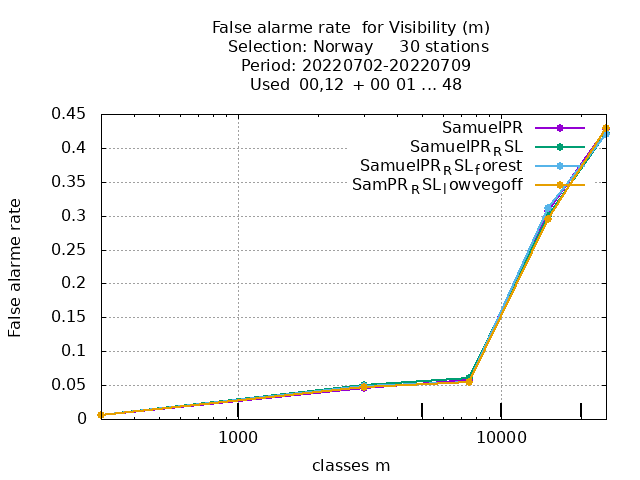 False alarme rate for Visibility (m)
Selection: Norway 30 stations
Period: 20220702-20220709
Used 00,12 + 00 01 ... 48
0.45
0.4
0.35
0.3
0.25
0.2
0.15
0.1
0.05
0
False alarme rate
SamuelPR
SamuelPR_RSL
SamuelPR_RSL_forest
SamPR_RSL_lowvegoff
1000
10000
classes m